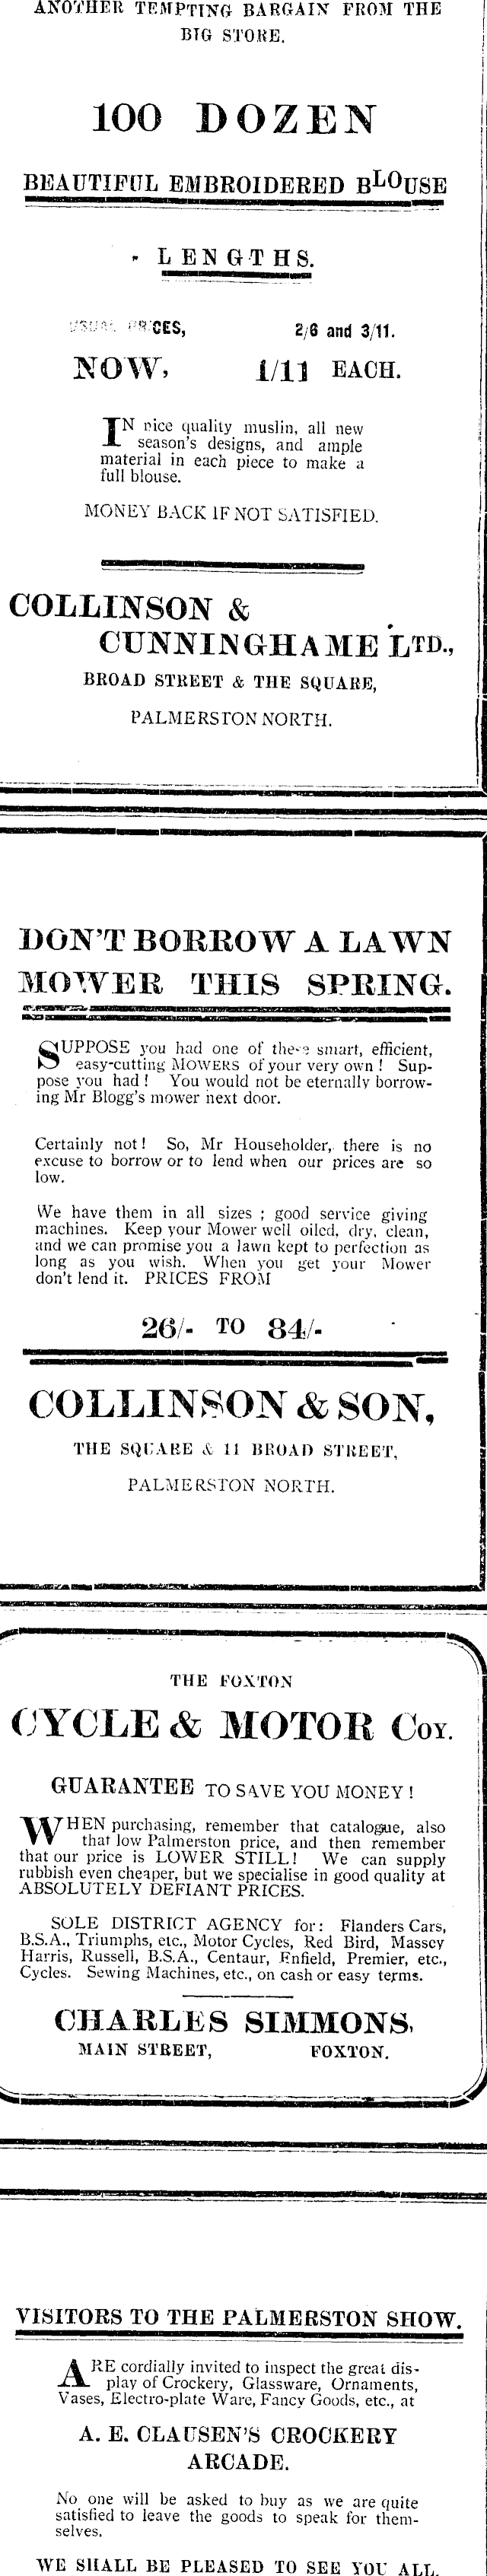 ANOTHER TEMPTING BARGAIN FROM THE
BIG STORE.
100 DOZEN
BEAUTIFUL EMBROIDERED BLOUSE
LENGTHS.
USUAL PRICES, 2/6 and 3/11.
NOW, 1/11 EACH.
IN nice quality muslin, all new
season's designs, and ample
material in each piece to make a
full blouse.
MONEY BACK IF NOT SATISFIED.
COLLINSON &
CUNNINGHAME LTD.,
BROAD STREET & THE SQUARE,
PALMERSTON NORTH.
DON'T BORROW A LAWN
MOWER THIS SPRING.
SUPPOSE you had one of these smart, efficient,
easy-cutting MOWERS of your very own ! Sup-
pose you had ! You would not be eternally borrow-
ing Mr Blogg's mower next door.
Certainly not ! So, Mr Householder, there is no
excuse to borrow or to lend when our prices are so
low.
We have them in all sizes ; good service giving
machines. Keep your Mower well oiled, dry, clean,
and we can promise you a lawn kept to perfection as
long as you wish. When you get your Mower
don't lend it. PRICES FROM
26/- TO 84/-
COLLINSON & SON,
THE SQUARE & 11 BROAD STREET,
PALMERSTON NORTH.
THE FOXTON
CYCLE & MOTOR COY.
GUARANTEE TO SAVE YOU MONEY !
WHEN purchasing, remember that catalogue, also
that low Palmerston price, and then remember
that our price is LOWER STILL! We can supply
rubbish even cheaper, but we specialise in good quality at
ABSOLUTELY DEFIANT PRICES.
SOLE DISTRICT AGENCY for: Flanders Cars,
B.S.A., Triumphs, etc., Motor Cycles, Red Bird, Massey
Harris, Russell, B.S.A., Centaur, Enfield, Premier, etc.,
Cycles. Sewing Machines, etc., on cash or easy terms.
CHARLES SIMMONS,
MAIN STREET, FOXTON.
VISITORS TO THE PALMERSTON SHOW.
ARE cordially invited to inspect the great dis-
play of Crockery, Glassware, Ornaments,
Vases, Electro-plate Ware, Fancy Goods, etc., at
A. E. CLAUSEN'S CROCKERY
ARCADE.
No one will be asked to buy as we are quite
satisfied to leave the goods to speak for them-
selves.
WE SHALL BE PLEASED TO SEE YOU ALL.